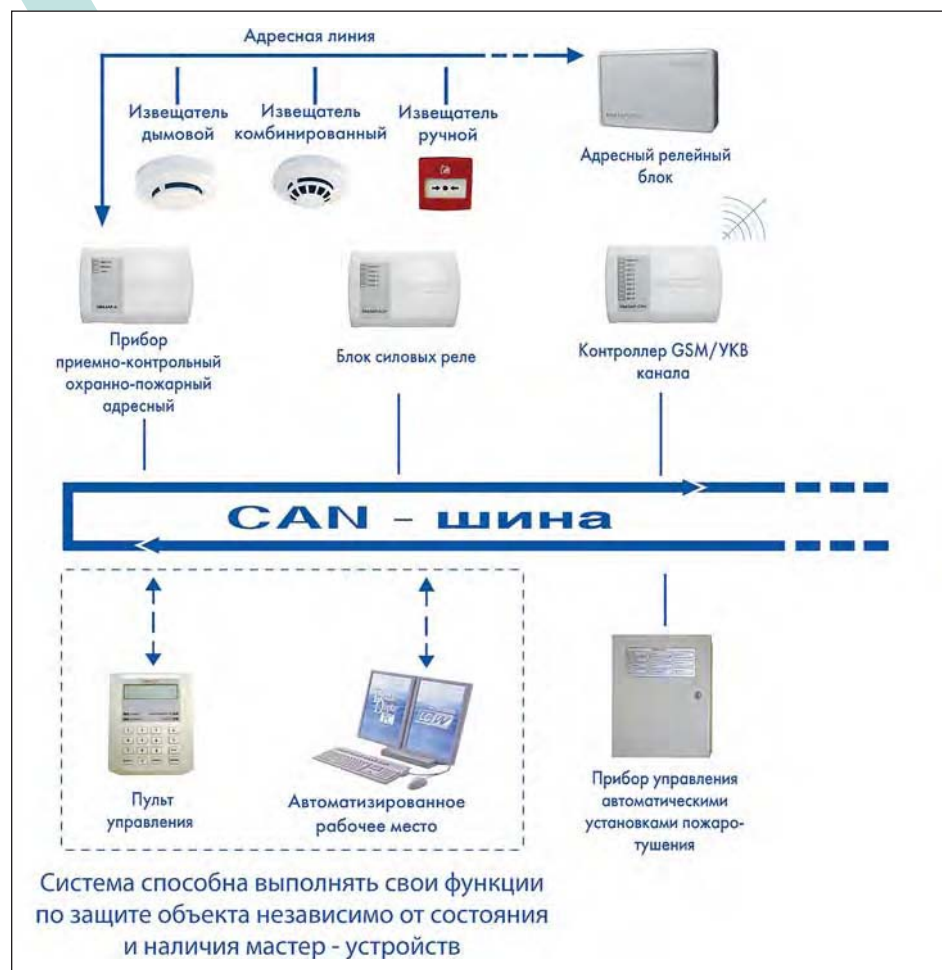 Адресная линия
Извещатель
дымовой
Извещатель
комбинированный
Извещатель
ручной
Адресный релейный
блок
Прибор
приемно-контрольный
охранно-пожарный
адресный
Блок силовых реле
Контроллер GSM/УКВ
канала
CAN - шина
Пульт
управления
Автоматизированное
рабочее место
Прибор управления
автоматическими
установками пожаро-
тушения
Система способна выполнять свои функции
по защите объекта независимо от состояния
и наличия мастер - устройств